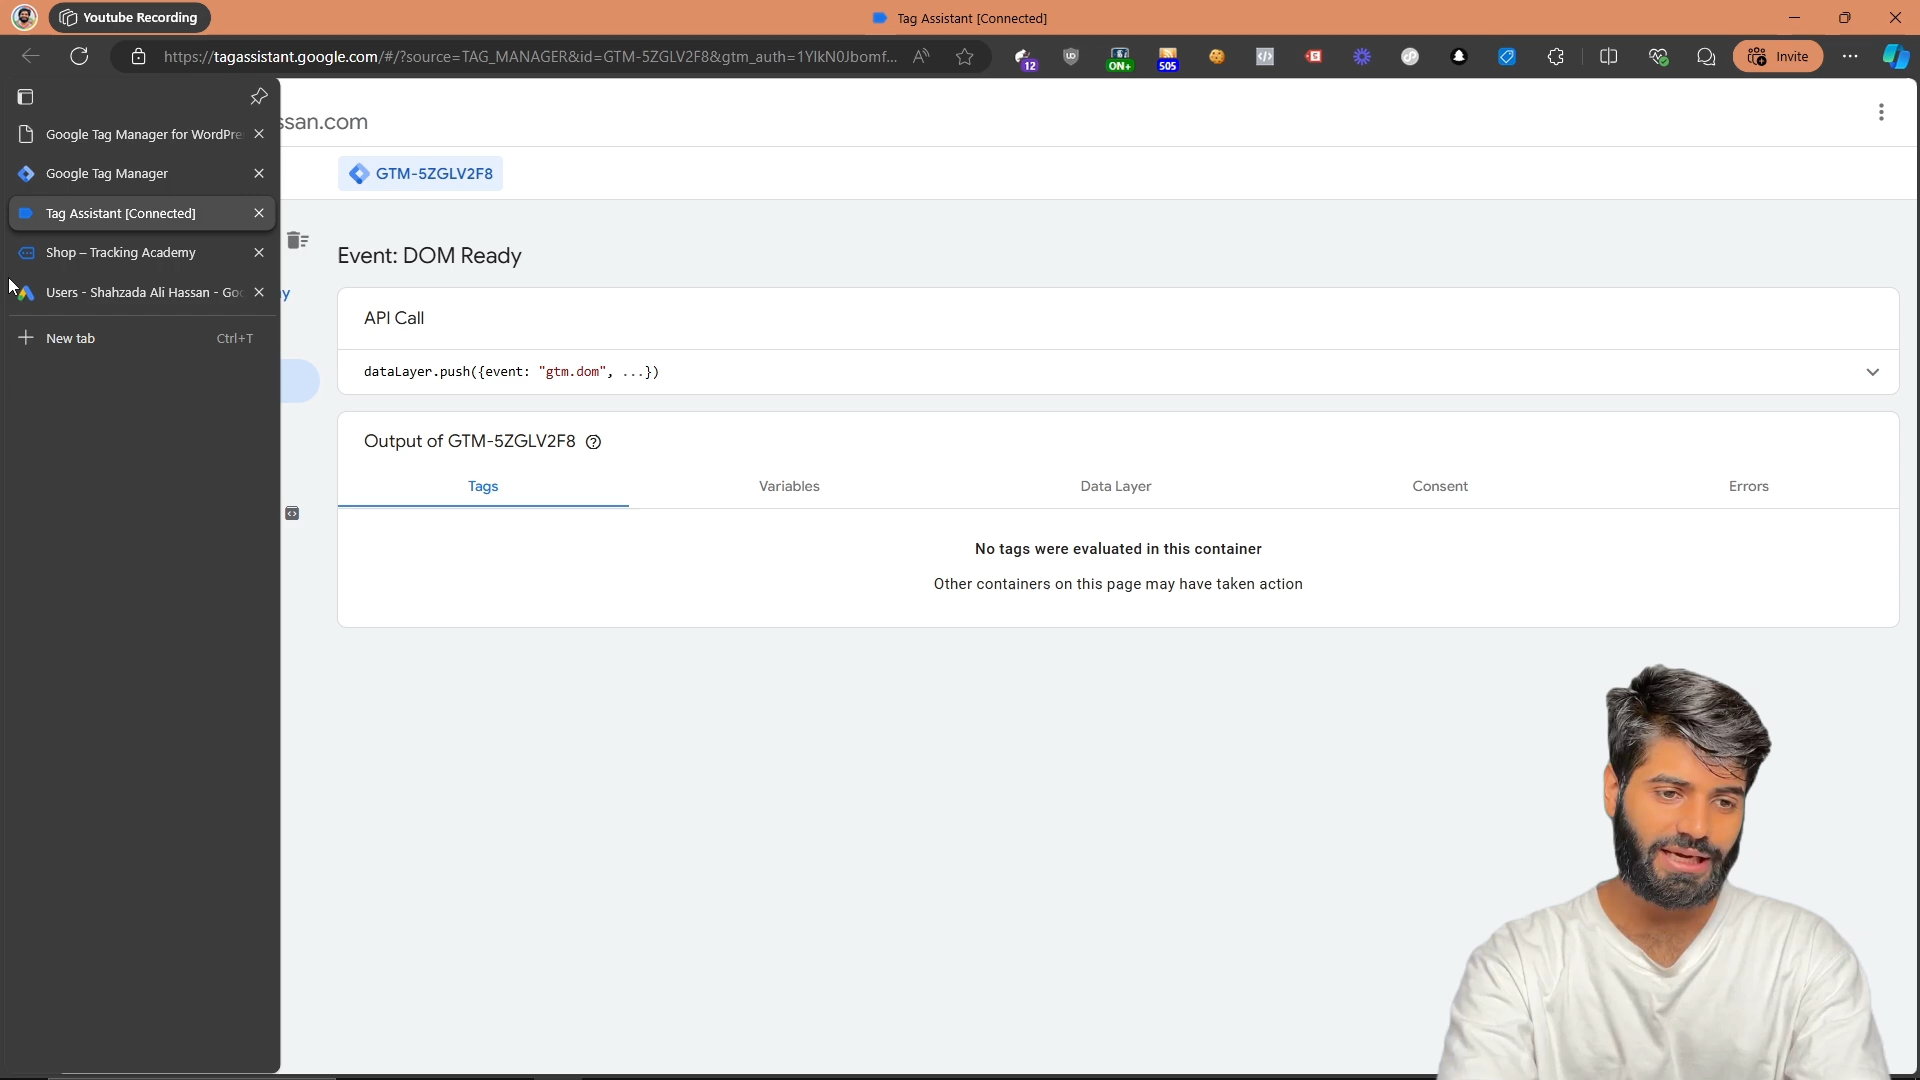 Youtube Recording
Tag Assistant [Connected]
https://tagassistant.google.com/#/?source=TAG_MANAGER&id=GTM-5ZGLV2F8&gtm_auth=1YlkN0Jbomf...
12
ON+
505
Invite
Google Tag Manager for WordPre
ssan.com
Google Tag Manager
GTM-5ZGLV2F8
Tag Assistant [Connected]
Shop – Tracking Academy
Event: DOM Ready
Users - Shahzada Ali Hassan - Goo
y
API Call
New tab
Ctrl+T
dataLayer.push({event: "gtm.dom", ...})
Output of GTM-5ZGLV2F8
Tags
Variables
Data Layer
Consent
Errors
No tags were evaluated in this container
Other containers on this page may have taken action